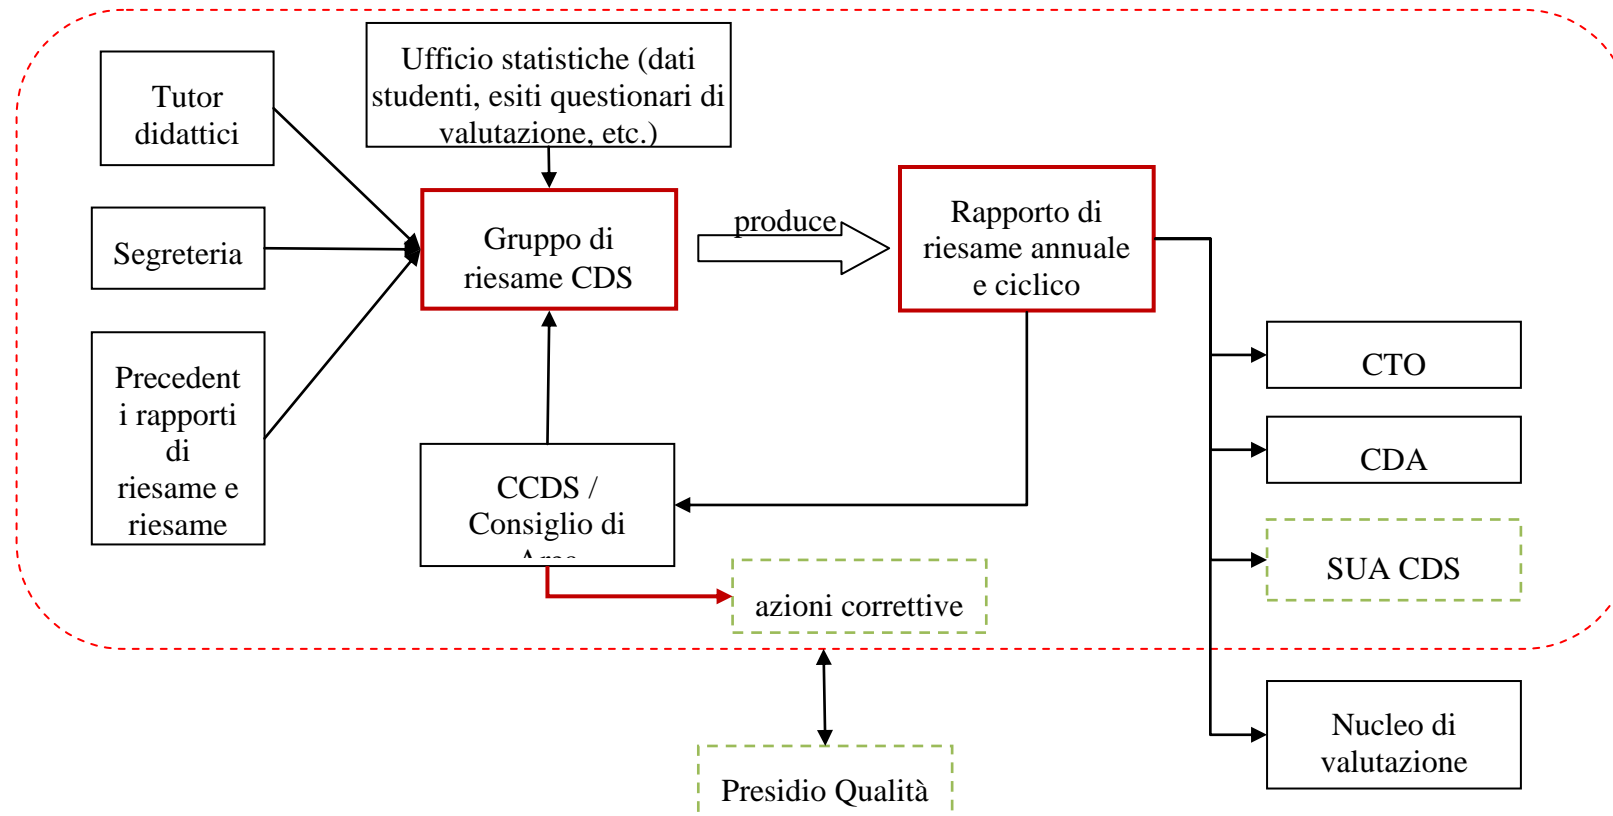 Tutor
didattici
Ufficio statistiche (dati
studenti, esiti questionari di
valutazione, etc.)
Segreteria
Gruppo di
riesame CDS
produce
Rapporto di
riesame annuale
e ciclico
Precedent
i rapporti
di
riesame e
riesame
CCDS /
Consiglio di
azioni correttive
CTO
CDA
SUA CDS
Nucleo di
valutazione
Presidio Qualità